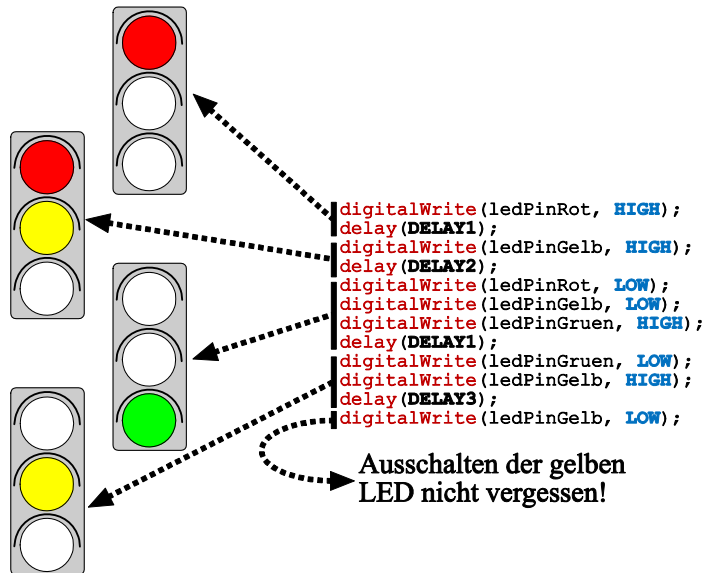 digitalWrite(ledPinRot, HIGH);
delay(DELAY1);
digitalWrite(ledPinGelb, HIGH);
delay(DELAY2);
digitalWrite(ledPinRot, LOW);
digitalWrite(ledPinGelb, LOW);
digitalWrite(ledPinGruen, HIGH);
delay(DELAY1);
digitalWrite(ledPinGruen, LOW);
digitalWrite(ledPinGelb, HIGH);
delay(DELAY3);
digitalWrite(ledPinGelb, LOW);
Ausschalten der gelben
LED nicht vergessen!